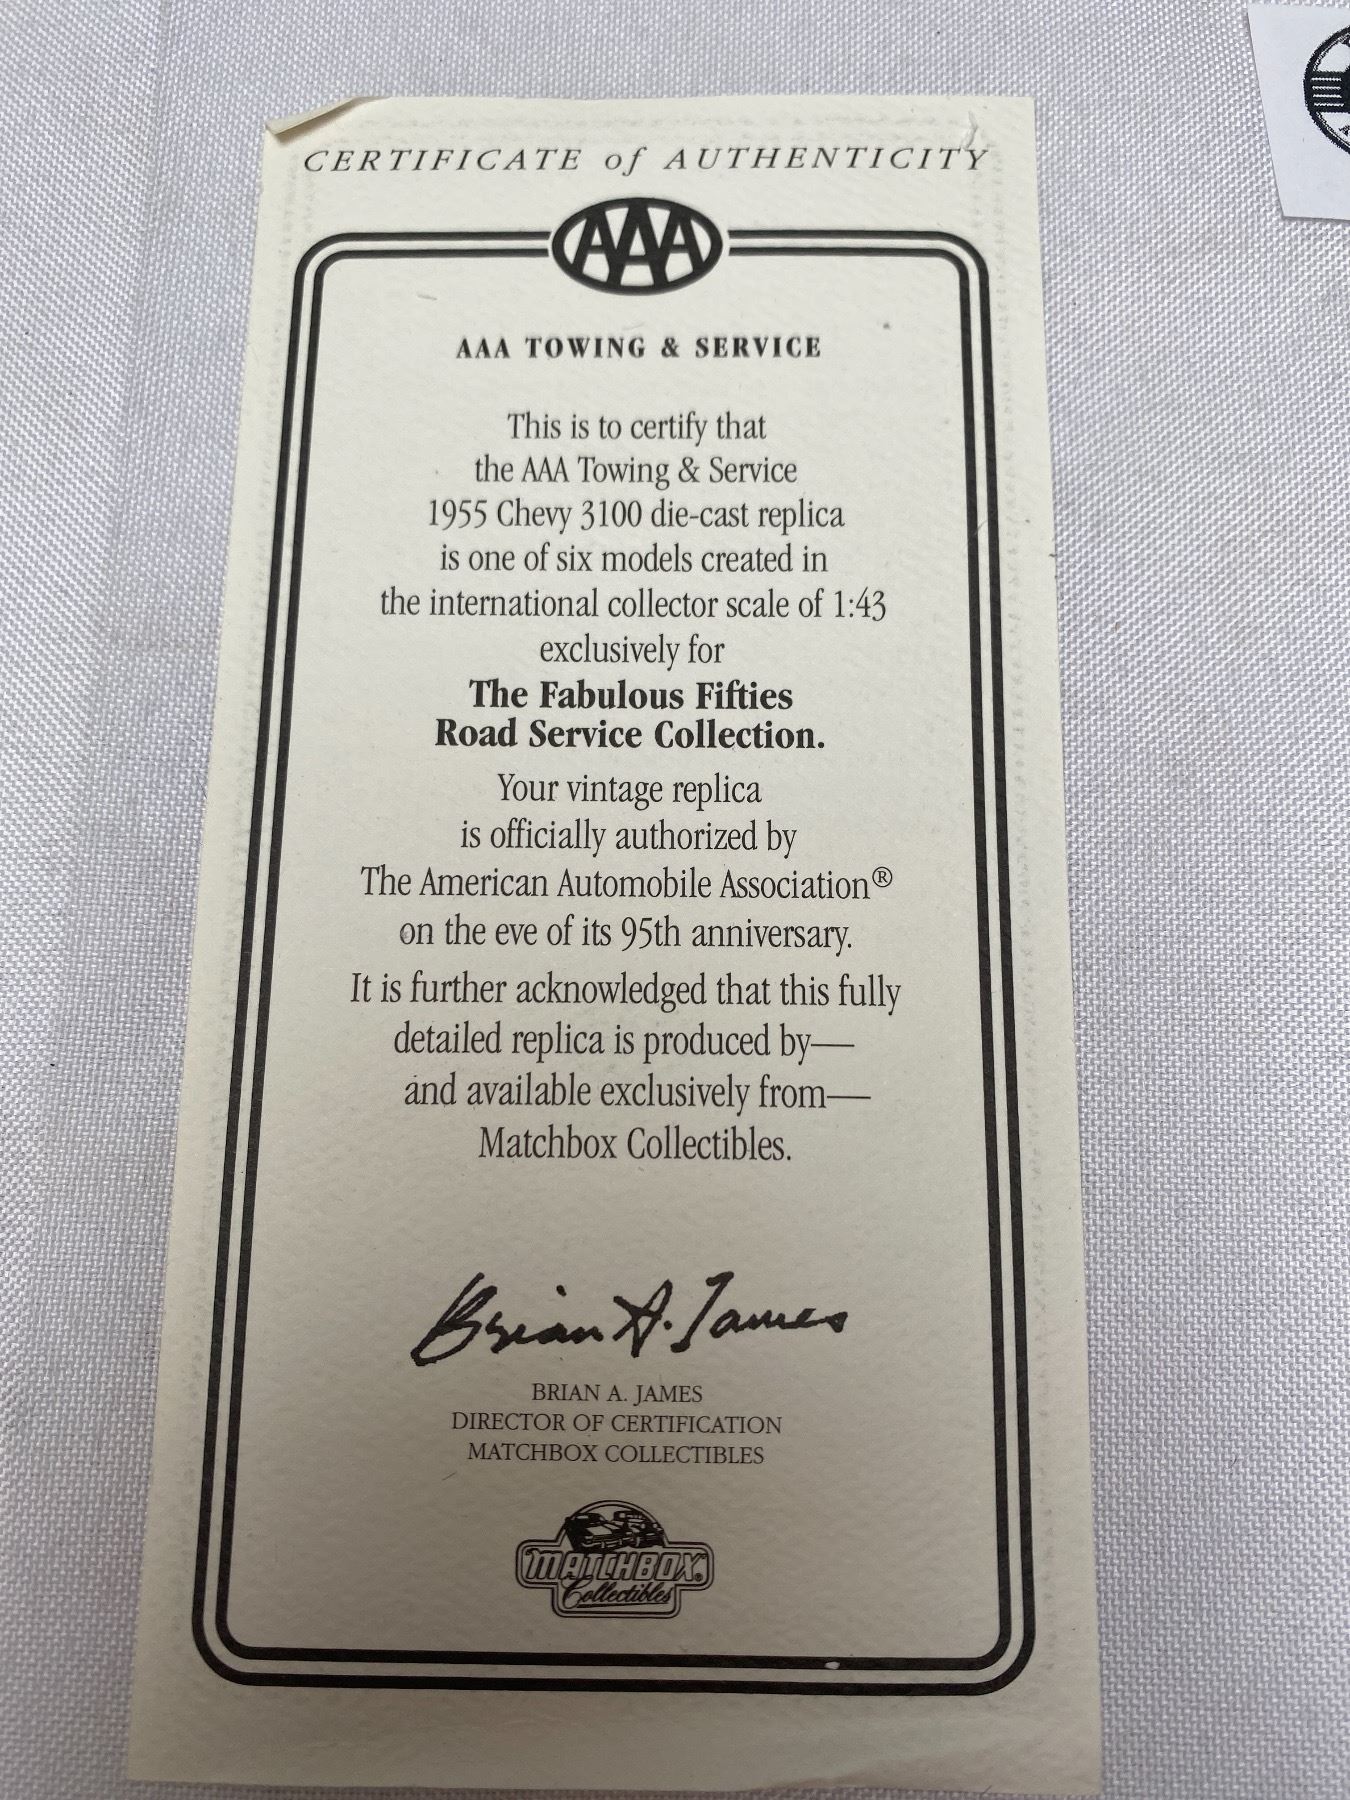 CERTIFICATE of AUTHENTICITY
AAA
AAA TOWING & SERVICE
This is to certify that
the AAA Towing & Service
1955 Chevy 3100 die-cast replica
is one of six models created in
the international collector scale of 1:43
exclusively for
The Fabulous Fifties
Road Service Collection.
Your vintage replica
is officially authorized by
The American Automobile Association®
on the eve of its 95th anniversary.
It is further acknowledged that this fully
detailed replica is produced by—
and available exclusively from—
Matchbox Collectibles.
Brian A. James
BRIAN A. JAMES
DIRECTOR OF CERTIFICATION
MATCHBOX COLLECTIBLES
MATCHBOX®
Collectibles